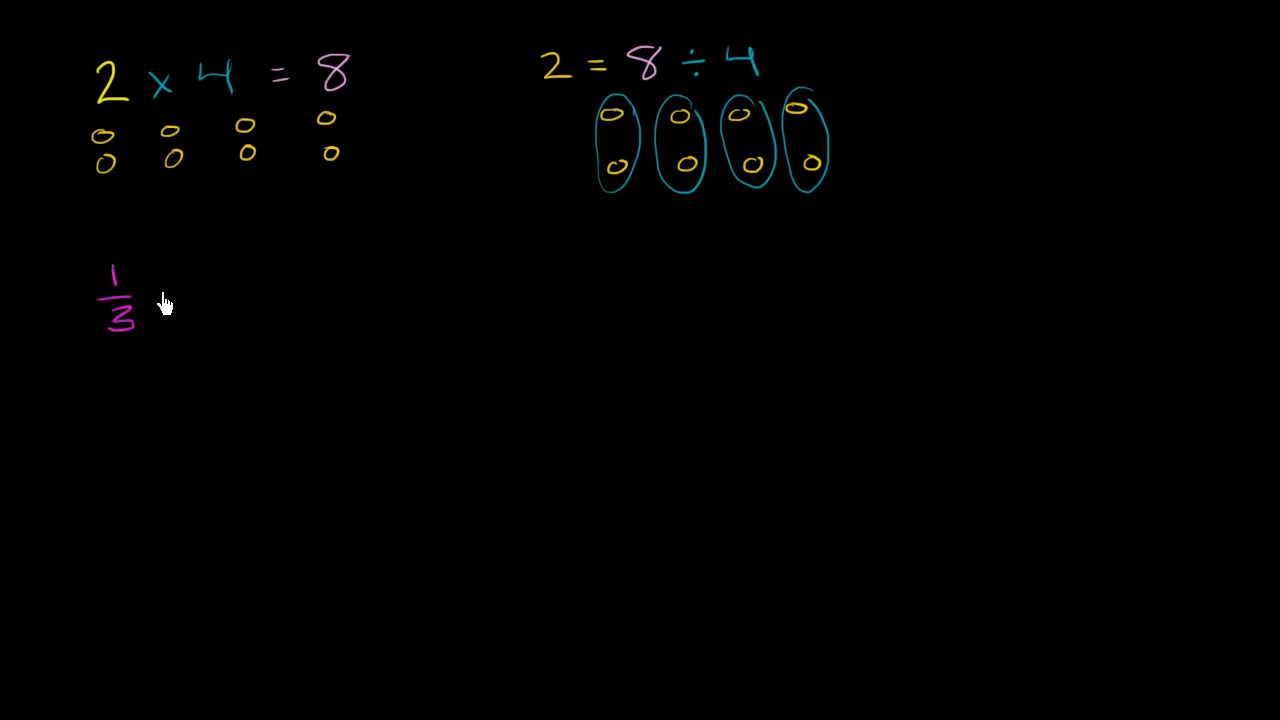 2 × 4 = 8
2 = 8 ÷ 4
1/3